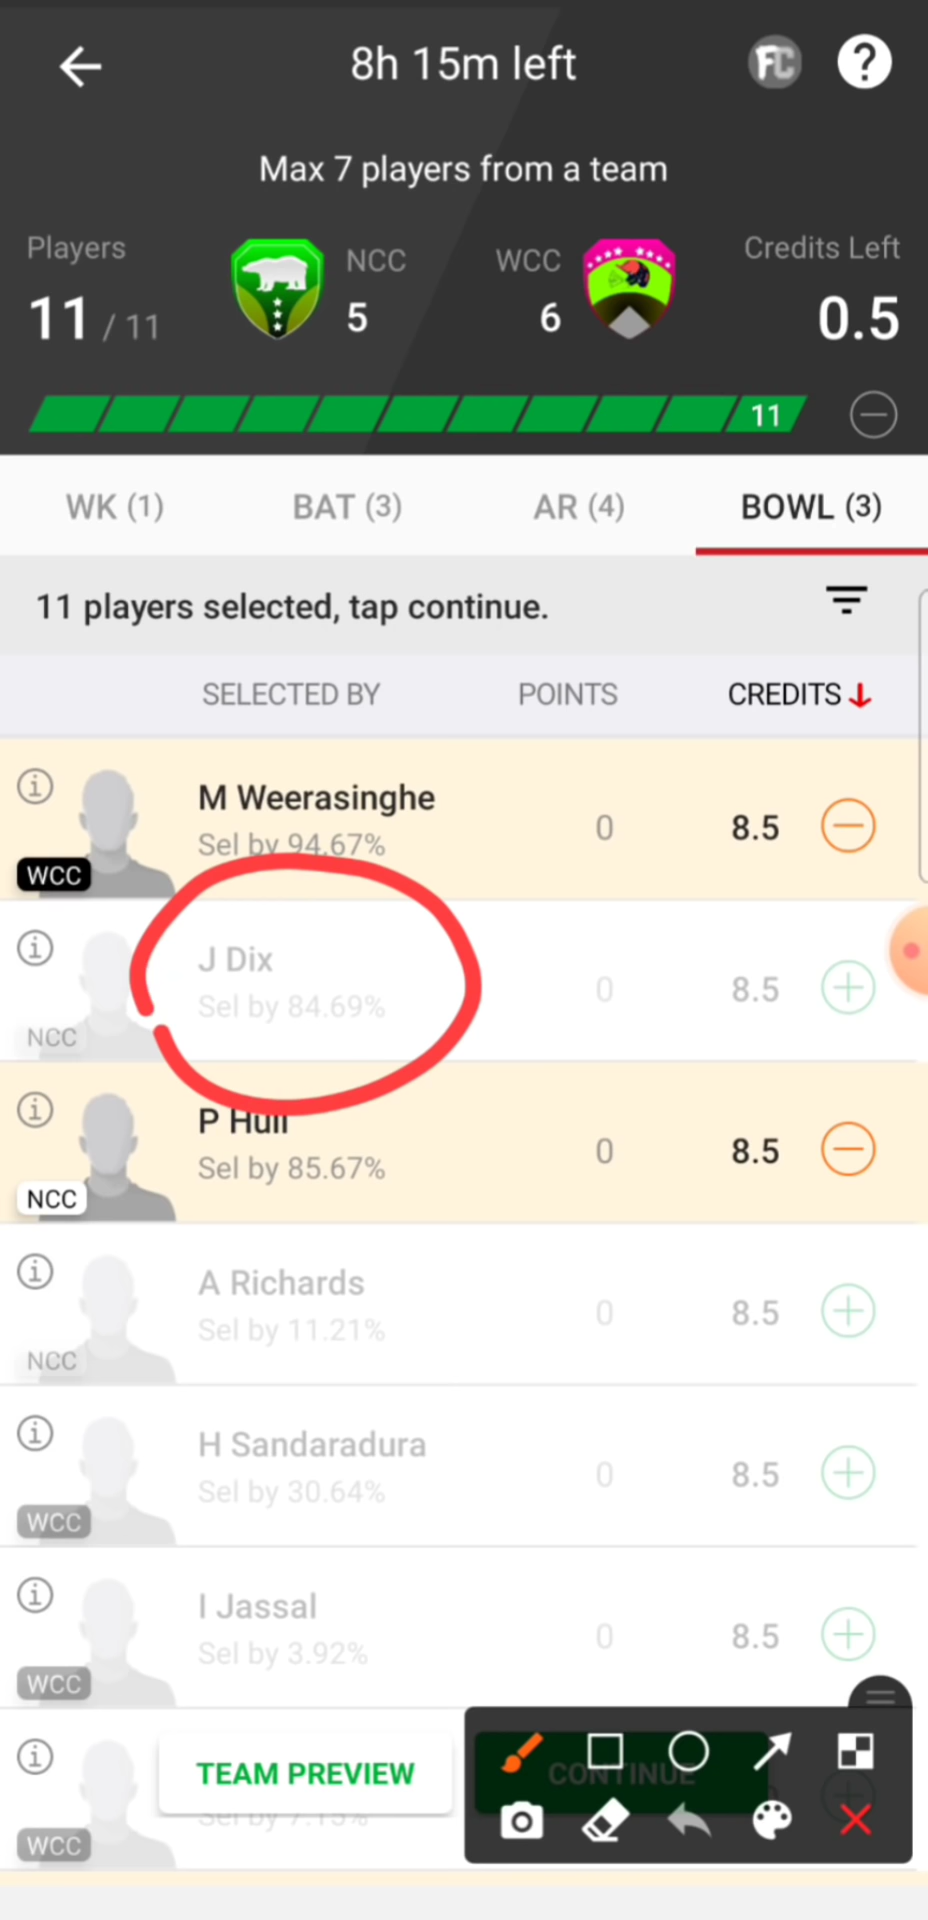 8h 15m left
FC
?
Max 7 players from a team
Players
NCC
WCC
Credits Left
11 / 11
5
6
0.5
11
WK (1)
BAT (3)
AR (4)
BOWL (3)
11 players selected, tap continue.
SELECTED BY
POINTS
CREDITS
M Weerasinghe
Sel by 94.67%
0
8.5
WCC
J Dix
Sel by 84.69%
0
8.5
NCC
P Hull
Sel by 85.67%
0
8.5
NCC
A Richards
Sel by 11.21%
0
8.5
NCC
H Sandaradura
Sel by 30.64%
0
8.5
WCC
I Jassal
Sel by 3.92%
0
8.5
WCC
TEAM PREVIEW
CONTINUE
Sel by 7.15%
WCC